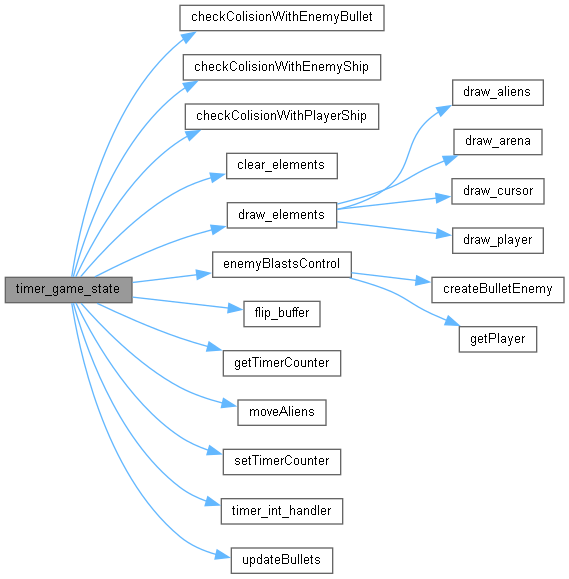 checkColisionWithEnemyBullet
checkColisionWithEnemyShip
draw_aliens
checkColisionWithPlayerShip
draw_arena
clear_elements
draw_cursor
draw_elements
draw_player
enemyBlastsControl
timer_game_state
createBulletEnemy
flip_buffer
getPlayer
getTimerCounter
moveAliens
setTimerCounter
timer_int_handler
updateBullets